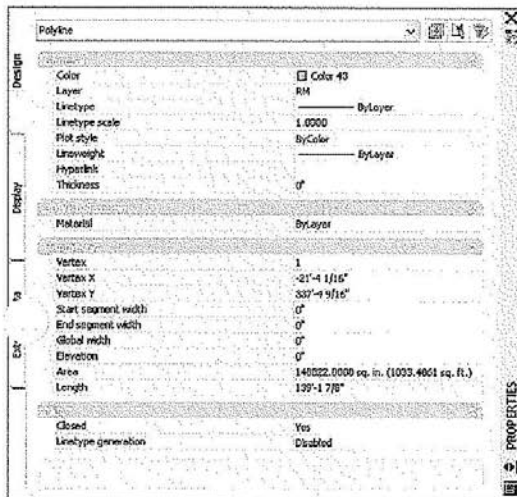 Polyline
Design
Color Color 43
Layer RM
Linetype ByLayer
Linetype scale 1.0000
Plot style ByColor
Lineweight ByLayer
Hyperlink
Thickness 0"
Display
Material ByLayer
Vertex 1
Vertex X -21'-4 1/16"
Vertex Y 337'-4 9/16"
Start segment width 0"
End segment width 0"
Global width 0"
Elevation 0"
Area 148822.0000 sq. in. (1033.4861 sq. ft.)
Length 139'-1 7/8"
Closed Yes
Linetype generation Disabled
PROPERTIES